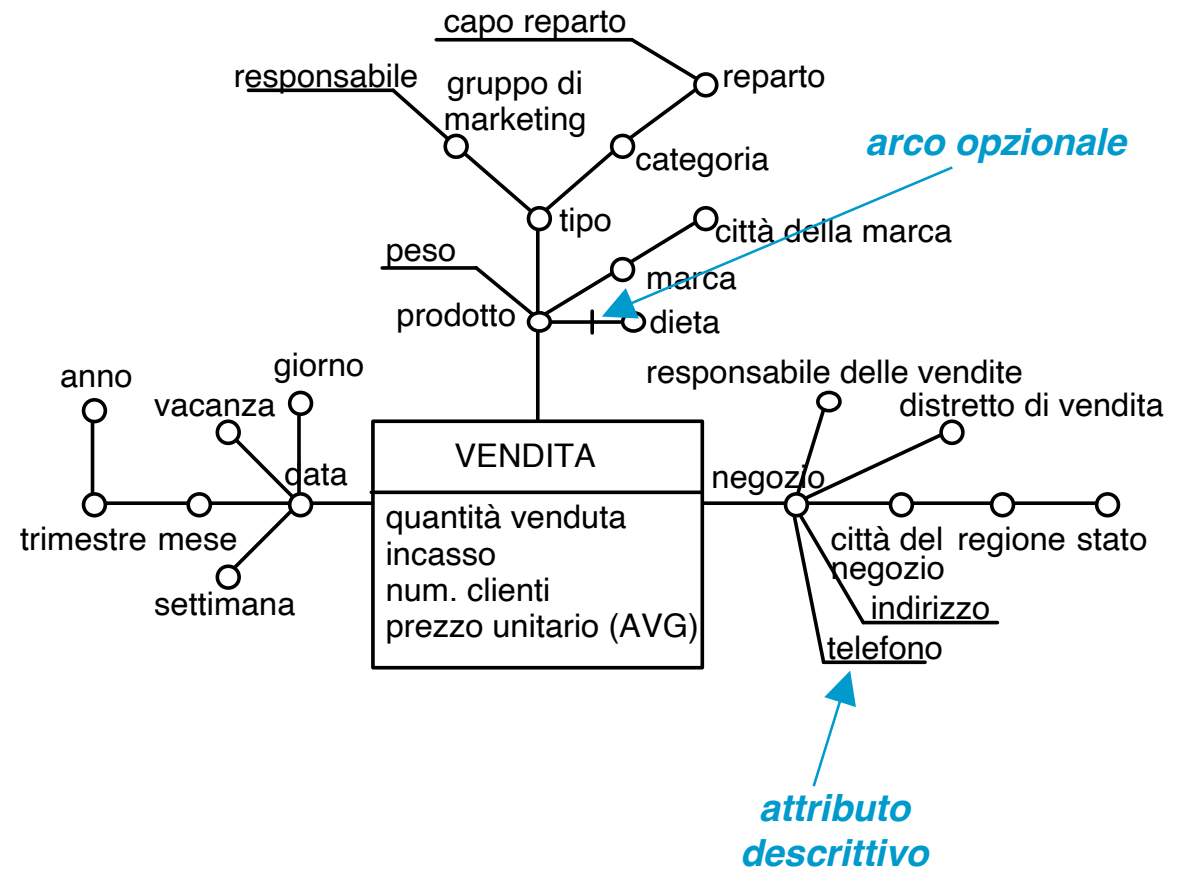 capo reparto
responsabile
gruppo di
marketing
reparto
arco opzionale
categoria
tipo
città della marca
peso
marca
prodotto
dieta
anno
giorno
vacanza
responsabile delle vendite
distretto di vendita
data
VENDITA
negozio
quantità venduta
incasso
num. clienti
prezzo unitario (AVG)
trimestre
mese
settimana
città del
negozio
regione
stato
indirizzo
telefono
attributo
descrittivo